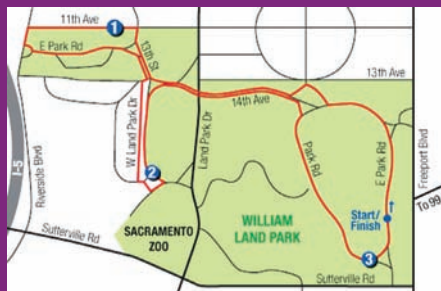 11th Ave
1
E Park Rd
13th St
13th Ave
14th Ave
W Land Park Dr
Land Park Dr
Park Rd
E Park Rd
Freeport Blvd
I-5
Riverside Blvd
2
To 99
Start/
Finish
SACRAMENTO
ZOO
WILLIAM
LAND PARK
3
Sutterville Rd
Sutterville Rd